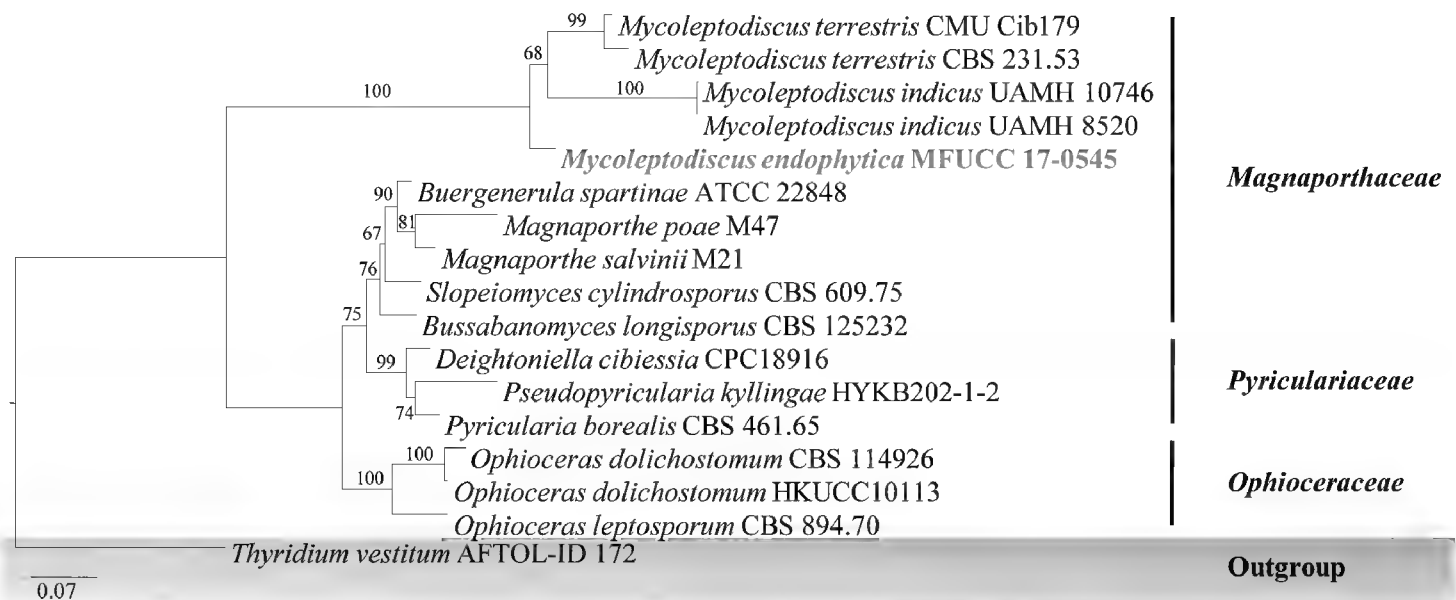 99
Mycoleptodiscus terrestris CMU Cib179
68
Mycoleptodiscus terrestris CBS 231.53
100
100
Mycoleptodiscus indicus UAMH 10746
Mycoleptodiscus indicus UAMH 8520
Mycoleptodiscus endophytica MFUCC 17-0545
Magnaporthaceae
90
Buergenerula spartinae ATCC 22848
81
Magnaporthe poae M47
67
Magnaporthe salvinii M21
76
Slopeiomyces cylindrosporus CBS 609.75
75
Bussabanomyces longisporus CBS 125232
99
Deightoniella cibiessia CPC18916
Pseudopyricularia kyllingae HYKB202-1-2
Pyriculariaceae
74
Pyricularia borealis CBS 461.65
100
Ophioceras dolichostomum CBS 114926
100
Ophioceras dolichostomum HKUCC10113
Ophioceraceae
Ophioceras leptosporum CBS 894.70
Thyridium vestitum AFTOL-ID 172
Outgroup
0.07